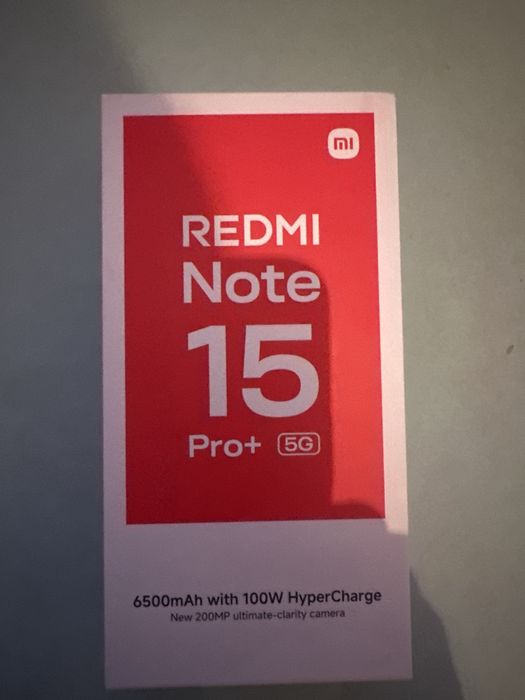 mi
REDMI
Note
15
Pro+ 5G
6500mAh with 100W HyperCharge
New 200MP ultimate-clarity camera